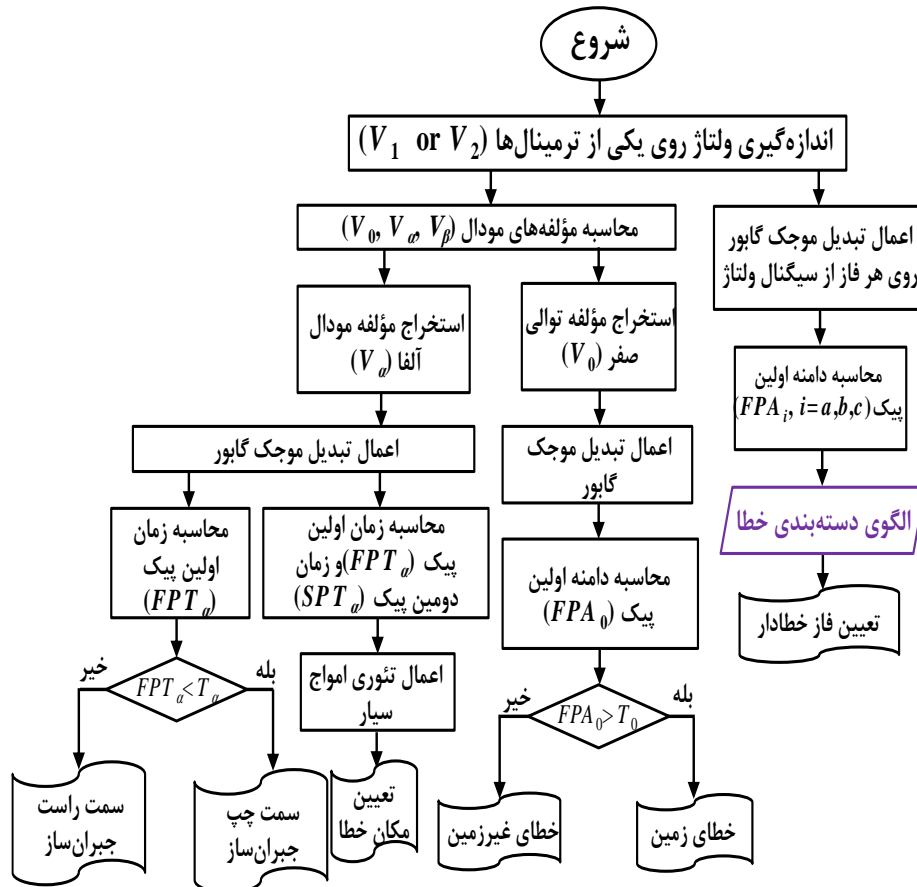 شروع
اندازه‌گیری ولتاژ روی یکی از ترمینال‌ها (V₁ or V₂)
محاسبه مؤلفه‌های مودال (V₀, Vα, Vβ)
اعمال تبدیل موجک گابور
روی هر فاز از سیگنال ولتاژ
استخراج مؤلفه مودال
آلفا (Vα)
استخراج مؤلفه توالی
صفر (V₀)
محاسبه دامنه اولین
پیک (FPAᵢ, i=a,b,c)
اعمال تبدیل موجک گابور
اعمال تبدیل موجک
گابور
الگوی دسته‌بندی خطا
محاسبه زمان
اولین پیک
(FPTα)
محاسبه زمان اولین
پیک (FPTα) و زمان
دومین پیک (SPTα)
محاسبه دامنه اولین
پیک (FPA₀)
تعیین فاز خطادار
خیر
FPTα<Tα
بله
اعمال تئوری امواج
سیار
خیر
FPA₀>T₀
بله
سمت راست
جبران‌ساز
سمت چپ
جبران‌ساز
تعیین
مکان خطا
خطای غیرزمین
خطای زمین